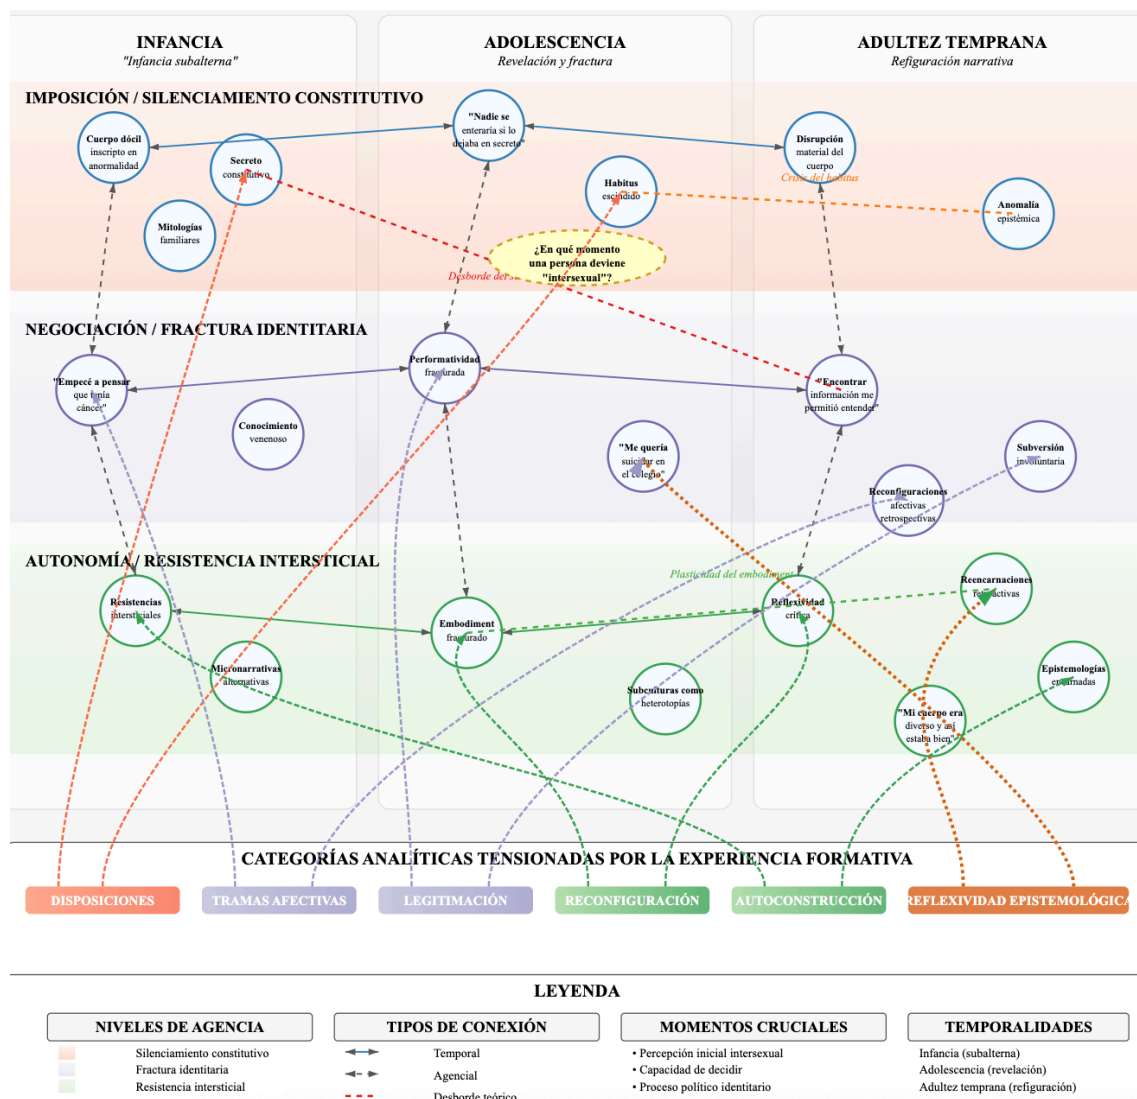 INFANCIA
"Infancia subalterna"
ADOLESCENCIA
Revelación y fractura
ADULTEZ TEMPRANA
Refiguración narrativa
IMPOSICIÓN / SILENCIAMIENTO CONSTITUTIVO
Cuerpo dócil
inscripto en
anormalidad
Secreto
constitutivo
Mitologías
familiares
"Nadie se
enteraría si lo
dejaba en secreto"
Habitus
escindido
Disrupción
material del
cuerpo
Crisis del habitus
Anomalía
epistémica
¿En qué momento
una persona deviene
"intersexual"?
Desborde del
NEGOCIACIÓN / FRACTURA IDENTITARIA
"Empecé a pensar
que tenía
cáncer"
Conocimiento
venenoso
Performatividad
fracturada
"Me quería
suicidar en
el colegio"
"Encontrar
información me
permitió entender"
Reconfiguraciones
afectivas
retrospectivas
Subversión
involuntaria
AUTONOMÍA / RESISTENCIA INTERSTICIAL
Resistencias
intersticiales
Micronarrativas
alternativas
Embodiment
fracturado
Subculturas como
heterotopías
Plasticidad del embodiment
Reflexividad
crítica
Reencarnaciones
retroactivas
"Mi cuerpo era
diverso y así
estaba bien"
Epistemologías
encarnadas
CATEGORÍAS ANALÍTICAS TENSIONADAS POR LA EXPERIENCIA FORMATIVA
DISPOSICIONES
TRAMAS AFECTIVAS
LEGITIMACIÓN
RECONFIGURACIÓN
AUTOCONSTRUCCIÓN
REFLEXIVIDAD EPISTEMOLÓGICA
LEYENDA
NIVELES DE AGENCIA
Silenciamiento constitutivo
Fractura identitaria
Resistencia intersticial
TIPOS DE CONEXIÓN
Temporal
Agencial
Desborde teórico
MOMENTOS CRUCIALES
• Percepción inicial intersexual
• Capacidad de decidir
• Proceso político identitario
TEMPORALIDADES
Infancia (subalterna)
Adolescencia (revelación)
Adultez temprana (refiguración)